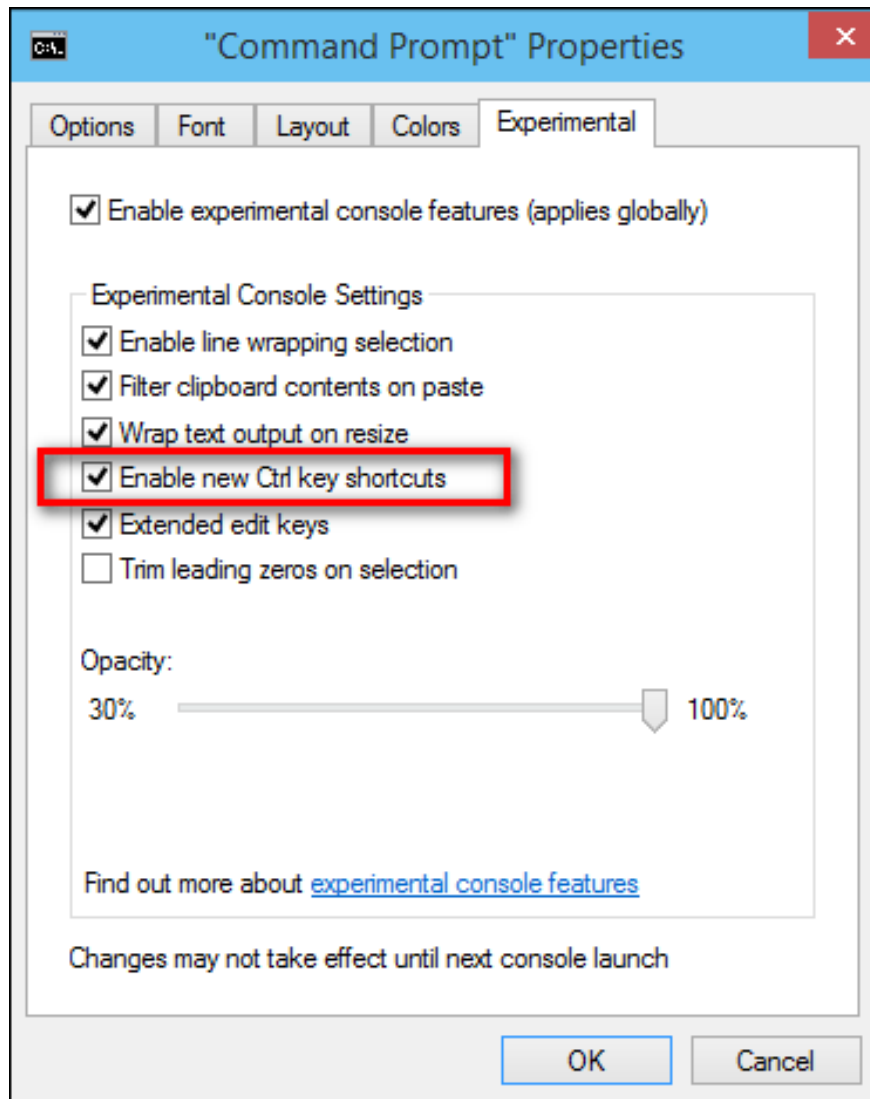 C:\.
"Command Prompt" Properties
Options Font Layout Colors Experimental
Enable experimental console features (applies globally)
Experimental Console Settings
Enable line wrapping selection
Filter clipboard contents on paste
Wrap text output on resize
Enable new Ctrl key shortcuts
Extended edit keys
Trim leading zeros on selection
Opacity:
30% 100%
Find out more about experimental console features
Changes may not take effect until next console launch
OK Cancel